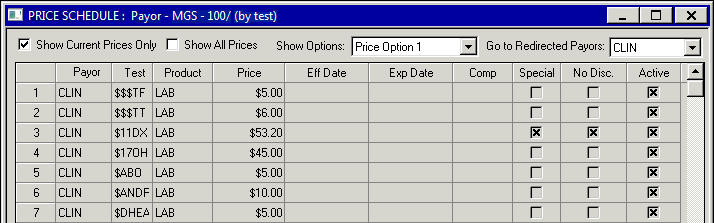 PRICE SCHEDULE : Payor - MGS - 100/ (by test)
Show Current Prices Only Show All Prices Show Options: Price Option 1 Go to Redirected Payors: CLIN
Payor Test Product Price Eff Date Exp Date Comp Special No Disc. Active
1 CLIN $$$TF LAB $5.00
2 CLIN $$$TT LAB $6.00
3 CLIN $11DX LAB $53.20
4 CLIN $17OH LAB $45.00
5 CLIN $ABO LAB $5.00
6 CLIN $ANDF LAB $10.00
7 CLIN $DHEA LAB $5.00